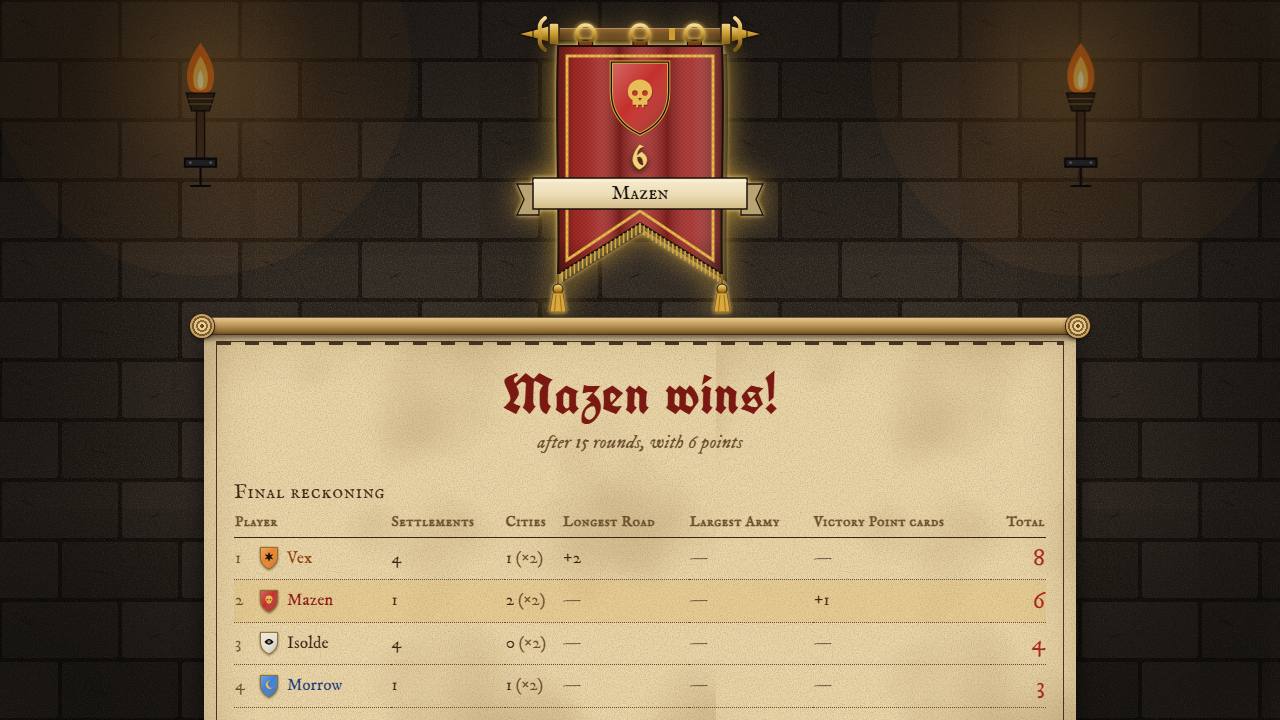 6
Mazen
Mazen wins!
after 15 rounds, with 6 points
Final reckoning
Player Settlements Cities Longest Road Largest Army Victory Point cards Total
1 Vex 4 1 (×2) +2 — — 8
2 Mazen 1 2 (×2) — — +1 6
3 Isolde 4 0 (×2) — — — 4
4 Morrow 1 1 (×2) — — — 3